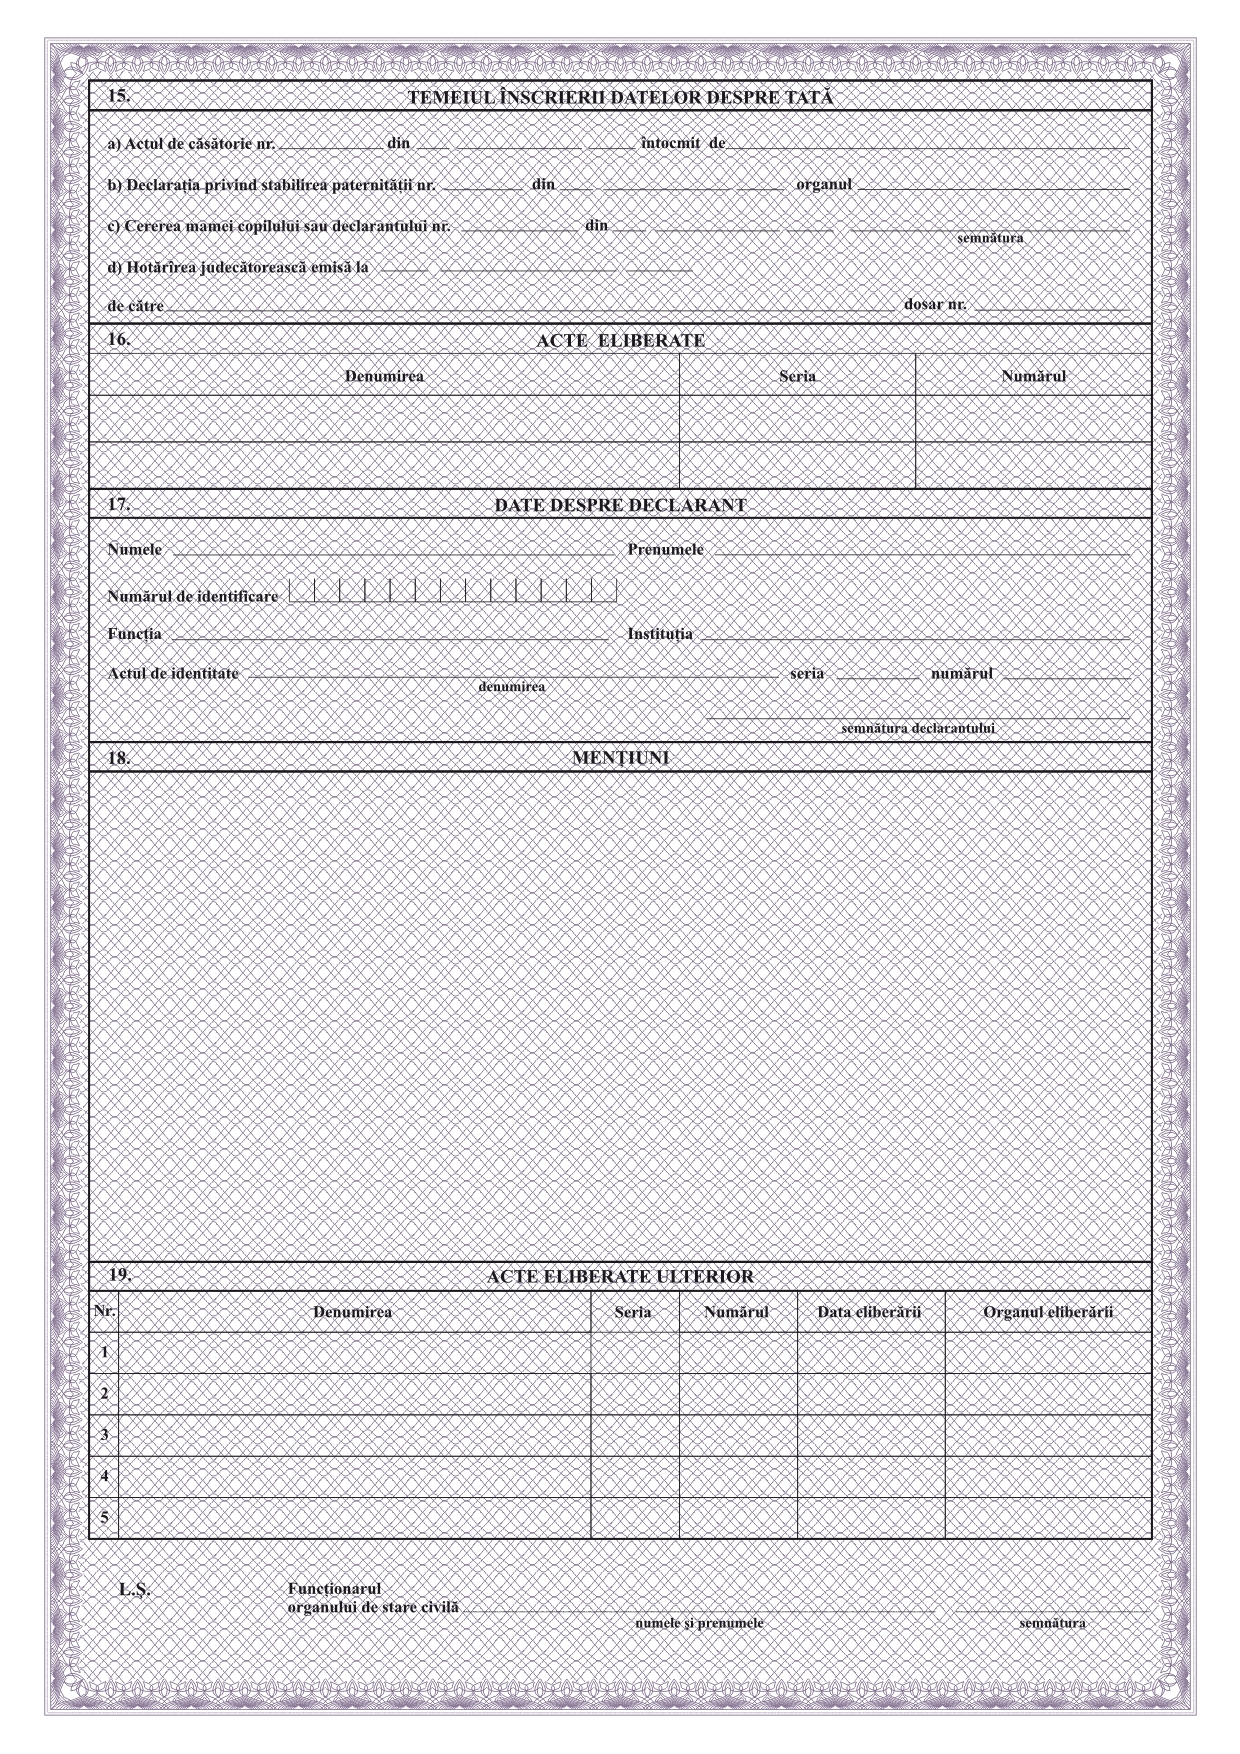 15. TEMEIUL ÎNSCRIERII DATELOR DESPRE TATĂ
a) Actul de căsătorie nr. din întocmit de
b) Declarația privind stabilirea paternității nr. din organul
c) Cererea mamei copilului sau declarantului nr. din
semnătura
d) Hotărîrea judecătorească emisă la
de către dosar nr.
16. ACTE ELIBERATE
Denumirea Seria Numărul
17. DATE DESPRE DECLARANT
Numele Prenumele
Numărul de identificare
Funcția Instituția
Actul de identitate seria numărul
denumirea
semnătura declarantului
18. MENȚIUNI
19. ACTE ELIBERATE ULTERIOR
Nr. Denumirea Seria Numărul Data eliberării Organul eliberării
1
2
3
4
5
L.Ș. Funcționarul
organului de stare civilă
numele și prenumele semnătura